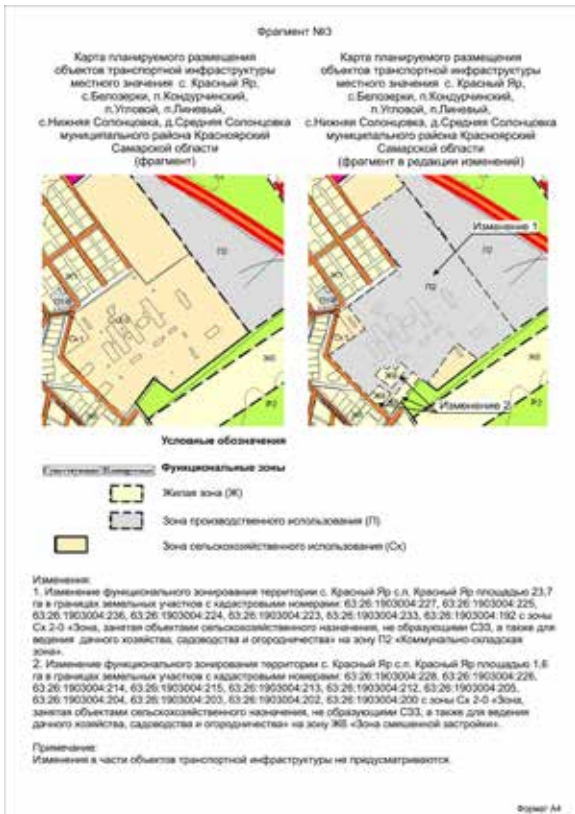 Фрагмент №3
Карта планируемого размещения
объектов транспортной инфраструктуры
местного значения с. Красный Яр,
с.Белозерки, п.Кондурчинский,
п.Угловой, п.Линевый,
с.Нижняя Солонцовка, д.Средняя Солонцовка
муниципального района Красноярский
Самарской области
(фрагмент)
Карта планируемого размещения
объектов транспортной инфраструктуры
местного значения с. Красный Яр,
с.Белозерки, п.Кондурчинский,
п.Угловой, п.Линевый,
с.Нижняя Солонцовка, д.Средняя Солонцовка
муниципального района Красноярский
Самарской области
(фрагмент в редакции изменений)
П2
Сх1
Изменение 1
П2
П2
Сх1
Изменение 2
Условные обозначения
Функциональные зоны
Жилая зона (Ж)
Зона производственного использования (П)
Зона сельскохозяйственного использования (Сх)
Изменения:
1. Изменение функционального зонирования территории с. Красный Яр с.п. Красный Яр площадью 23,7
га в границах земельных участков с кадастровыми номерами: 63:26:1903004:227, 63:26:1903004:225,
63:26:1903004:236, 63:26:1903004:224, 63:26:1903004:223, 63:26:1903004:233, 63:26:1903004:192 с зоны
Сх 2-0 «Зона, занятая объектами сельскохозяйственного назначения, не образующими СЗЗ, а также для
ведения дачного хозяйства, садоводства и огородничества» на зону П2 «Коммунально-складская
зона».
2. Изменение функционального зонирования территории с. Красный Яр с.п. Красный Яр площадью 1,6
га в границах земельных участков с кадастровыми номерами: 63:26:1903004:228, 63:26:1903004:226,
63:26:1903004:214, 63:26:1903004:215, 63:26:1903004:213, 63:26:1903004:212, 63:26:1903004:205,
63:26:1903004:204, 63:26:1903004:203, 63:26:1903004:202, 63:26:1903004:200 с зоны Сх 2-0 «Зона,
занятая объектами сельскохозяйственного назначения, не образующими СЗЗ, а также для ведения
дачного хозяйства, садоводства и огородничества» на зону Ж8 «Зона смешанной застройки».
Примечание:
Изменения в части объектов транспортной инфраструктуры не предусматриваются.
Формат А4